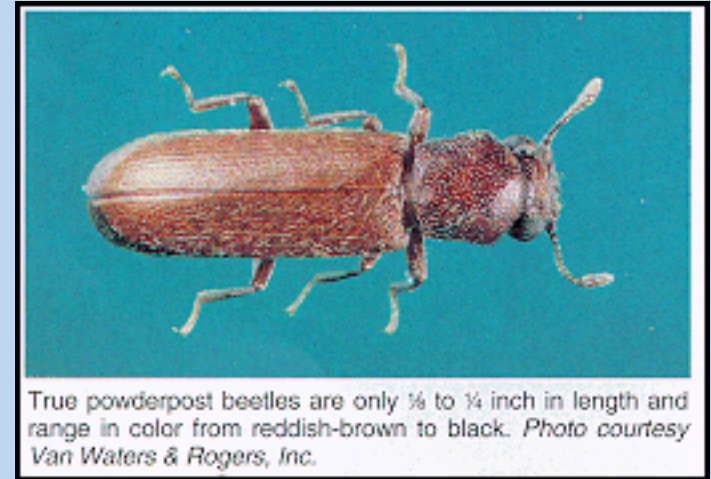 True powderpost beetles are only ⅛ to ¼ inch in length and
range in color from reddish-brown to black. Photo courtesy
Van Waters & Rogers, Inc.